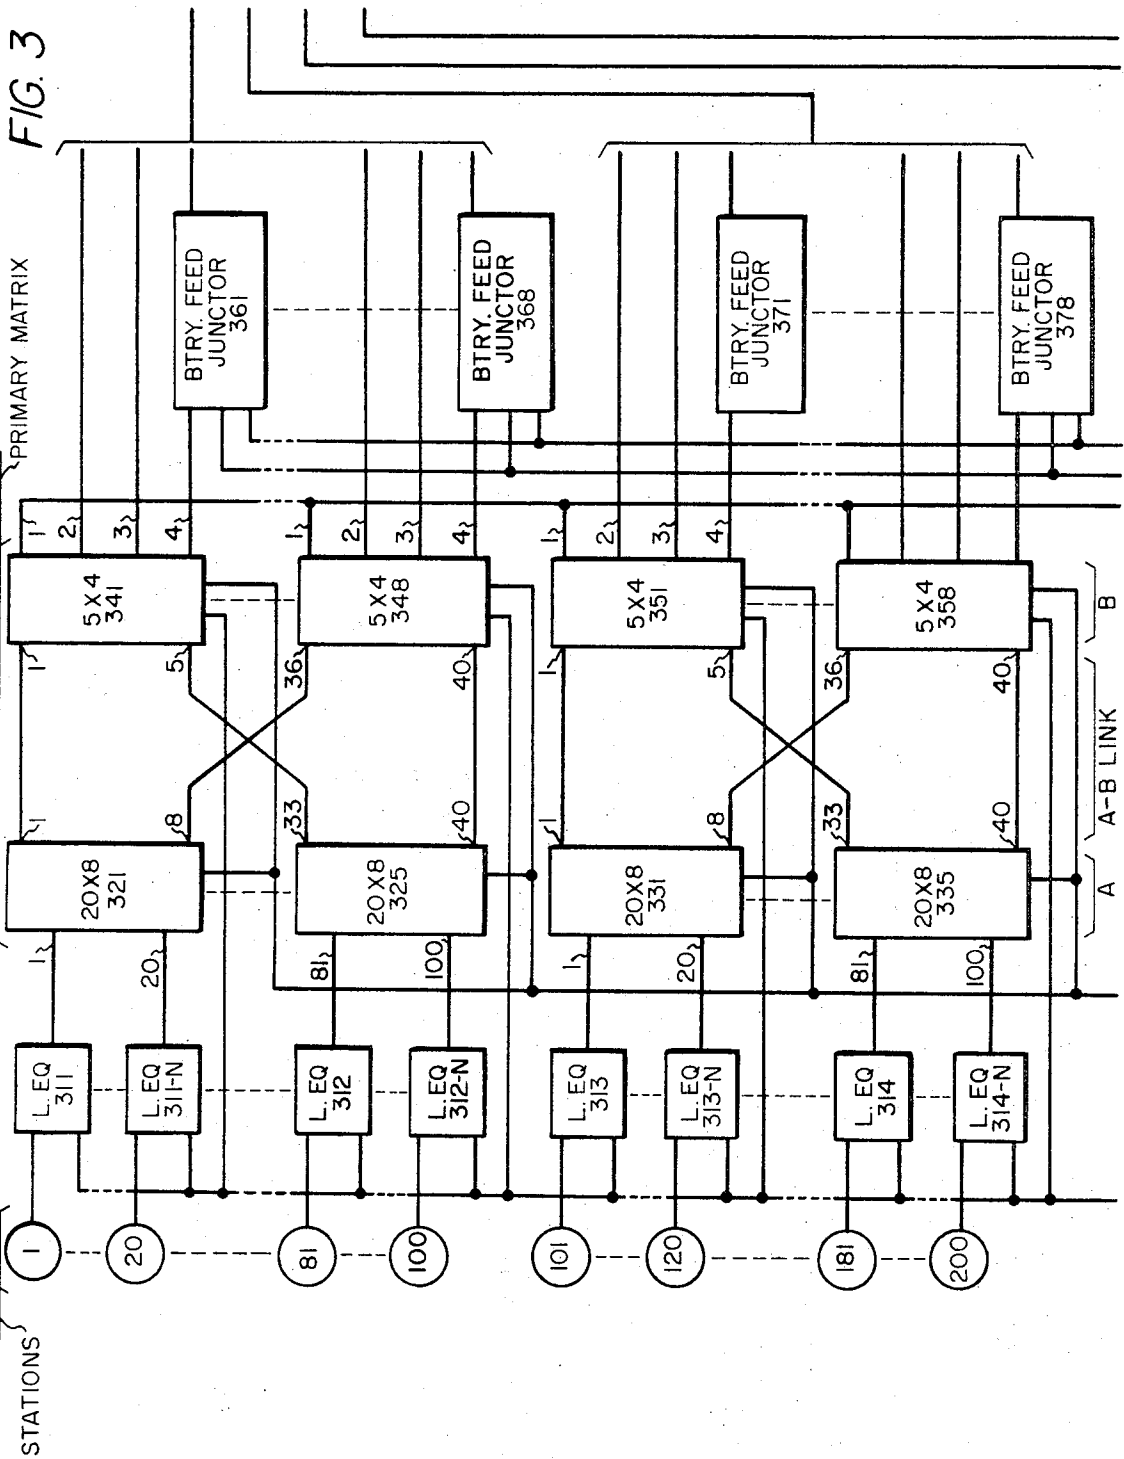 FIG. 3
PRIMARY MATRIX
STATIONS
1
20
81
100
101
120
181
200
L. EQ
311
L. EQ
311-N
L. EQ
312
L. EQ
312-N
L. EQ
313
L. EQ
313-N
L. EQ
314
L. EQ
314-N
1
20
81
100
1
20
81
100
20X8
321
20X8
325
20X8
331
20X8
335
1
8
33
40
1
8
33
40
1
5
36
40
1
5
36
40
5X4
341
5X4
348
5X4
351
5X4
358
1
2
3
4
1
2
3
4
1
2
3
4
BTRY. FEED
JUNCTOR
361
BTRY. FEED
JUNCTOR
368
BTRY. FEED
JUNCTOR
371
BTRY. FEED
JUNCTOR
378
A
A-B LINK
B